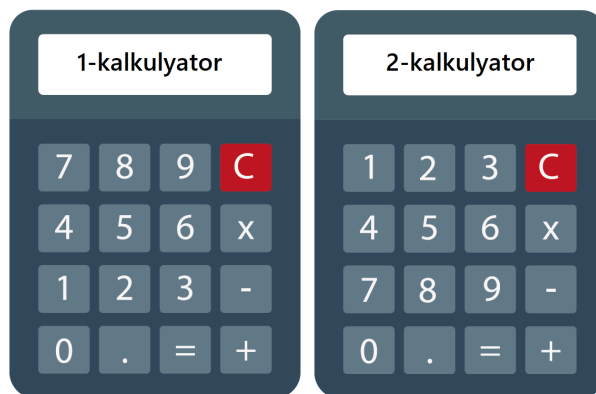 1-kalkulyator
7 8 9 C
4 5 6 x
1 2 3 -
0 . = +
2-kalkulyator
1 2 3 C
4 5 6 x
7 8 9 -
0 . = +